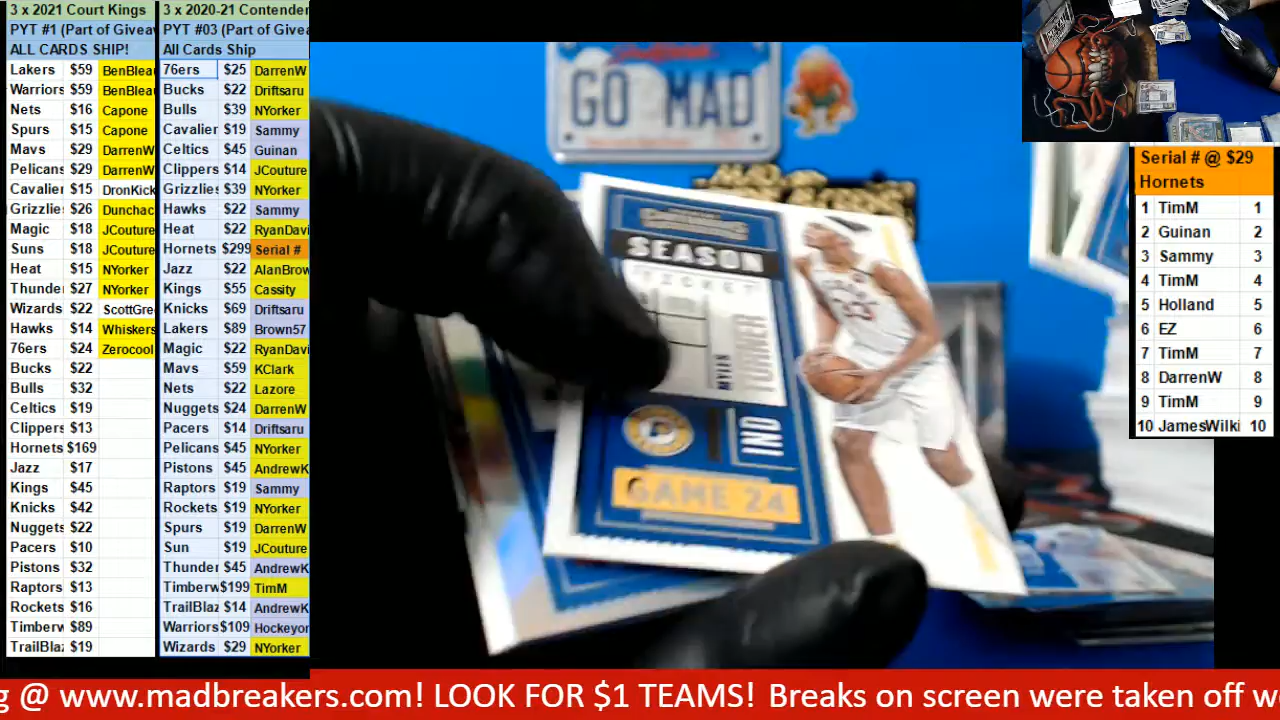 3 x 2021 Court Kings
PYT #1 (Part of Giveav
ALL CARDS SHIP!
Lakers $59 BenBlea
Warriors $59 BenBlea
Nets $16 Capone
Spurs $15 Capone
Mavs $29 DarrenW
Pelicans $29 DarrenW
Cavalie $15 DronKick
Grizzlie $26 Dunchac
Magic $18 JCouture
Suns $18 JCouture
Heat $15 NYorker
Thunde $27 NYorker
Wizards $22 ScottGre
Hawks $14 Whiskers
76ers $24 Zerocool
Bucks $22
Bulls $32
Celtics $19
Clippers $13
Hornets $169
Jazz $17
Kings $45
Knicks $42
Nuggets $22
Pacers $10
Pistons $32
Raptors $13
Rockets $16
Timberw $89
TrailBla $19
3 x 2020-21 Contender
PYT #03 (Part of Givea
All Cards Ship
76ers $25 DarrenW
Bucks $22 Driftsaru
Bulls $39 NYorker
Cavalier $19 Sammy
Celtics $45 Guinan
Clippers $14 JCouture
Grizzlies $39 NYorker
Hawks $22 Sammy
Heat $22 RyanDavi
Hornets $299 Serial #
Jazz $22 AlanBrow
Kings $55 Cassity
Knicks $69 Driftsaru
Lakers $89 Brown57
Magic $22 RyanDavi
Mavs $59 KClark
Nets $22 Lazore
Nuggets $24 DarrenW
Pacers $14 Driftsaru
Pelicans $45 NYorker
Pistons $45 AndrewK
Raptors $19 Sammy
Rockets $19 NYorker
Spurs $19 DarrenW
Sun $19 JCouture
Thunder $45 AndrewK
Timberw $199 TimM
TrailBlaz $14 AndrewK
Warriors $109 Hockeyor
Wizards $29 NYorker
GO MAD
SEASON
TICKET
MYLES
TURNER
IND
GAME 24
33
Serial # @ $29
Hornets
1 TimM 1
2 Guinan 2
3 Sammy 3
4 TimM 4
5 Holland 5
6 EZ 6
7 TimM 7
8 DarrenW 8
9 TimM 9
10 JamesWilki 10
g @ www.madbreakers.com! LOOK FOR $1 TEAMS! Breaks on screen were taken off w